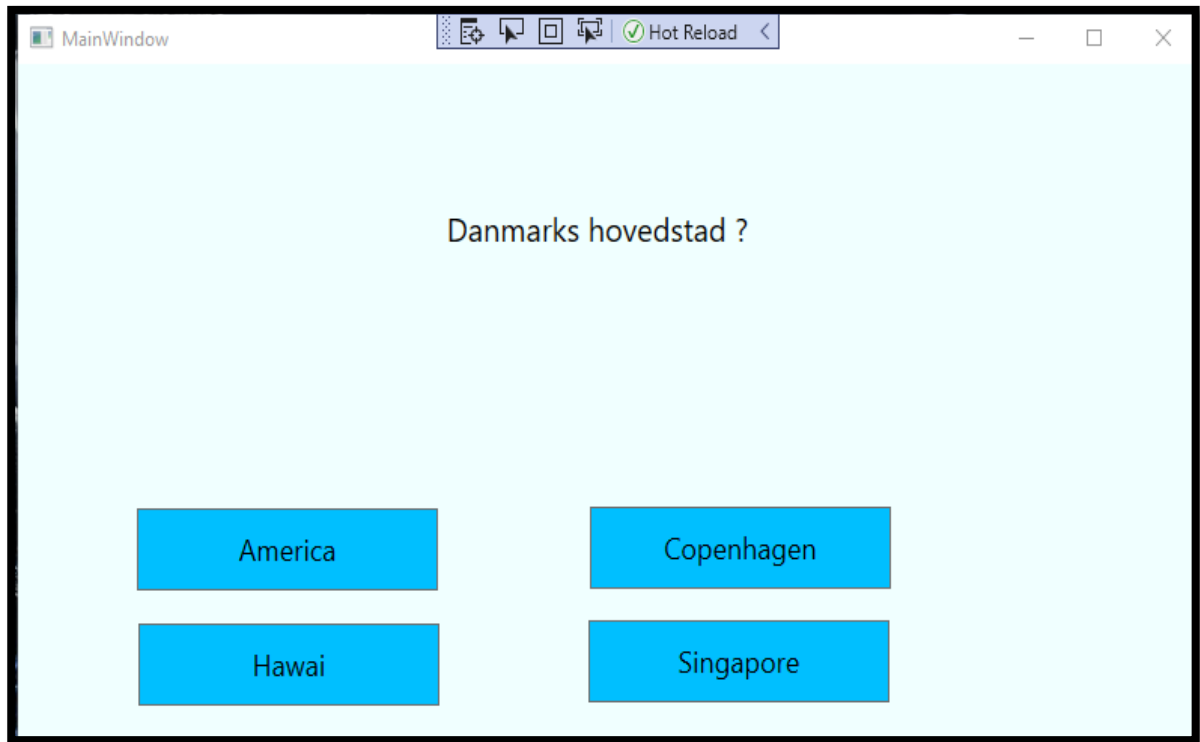 MainWindow
Hot Reload
Danmarks hovedstad ?
America
Copenhagen
Hawai
Singapore